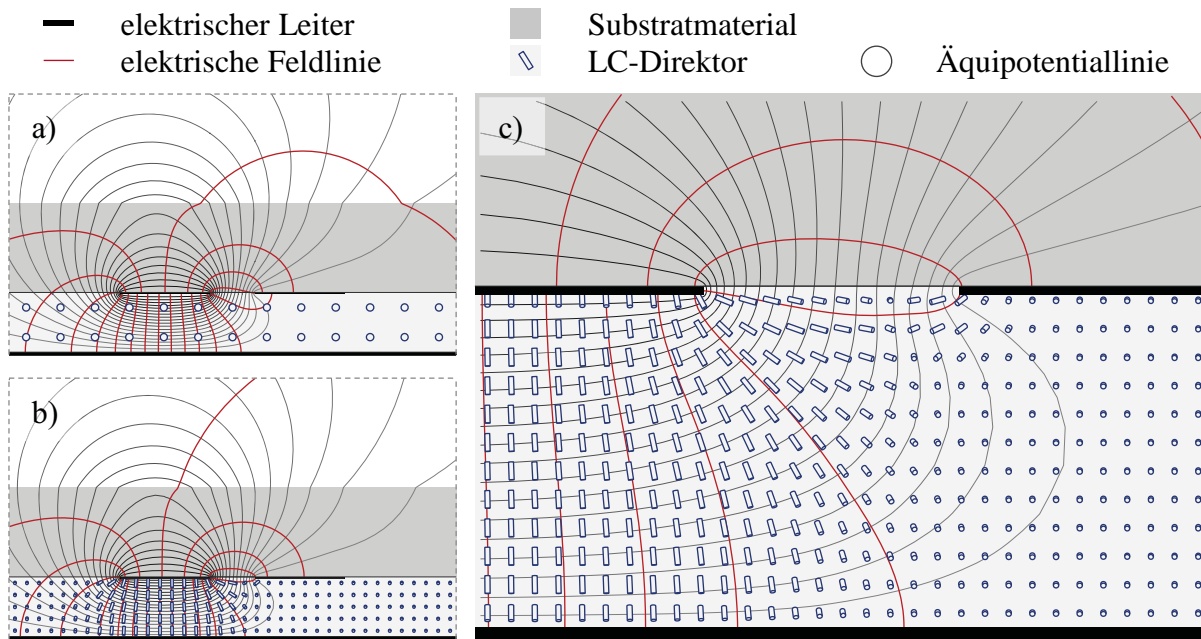 elektrischer Leiter
Substratmaterial
elektrische Feldlinie
LC-Direktor
Äquipotentiallinie
a)
b)
c)